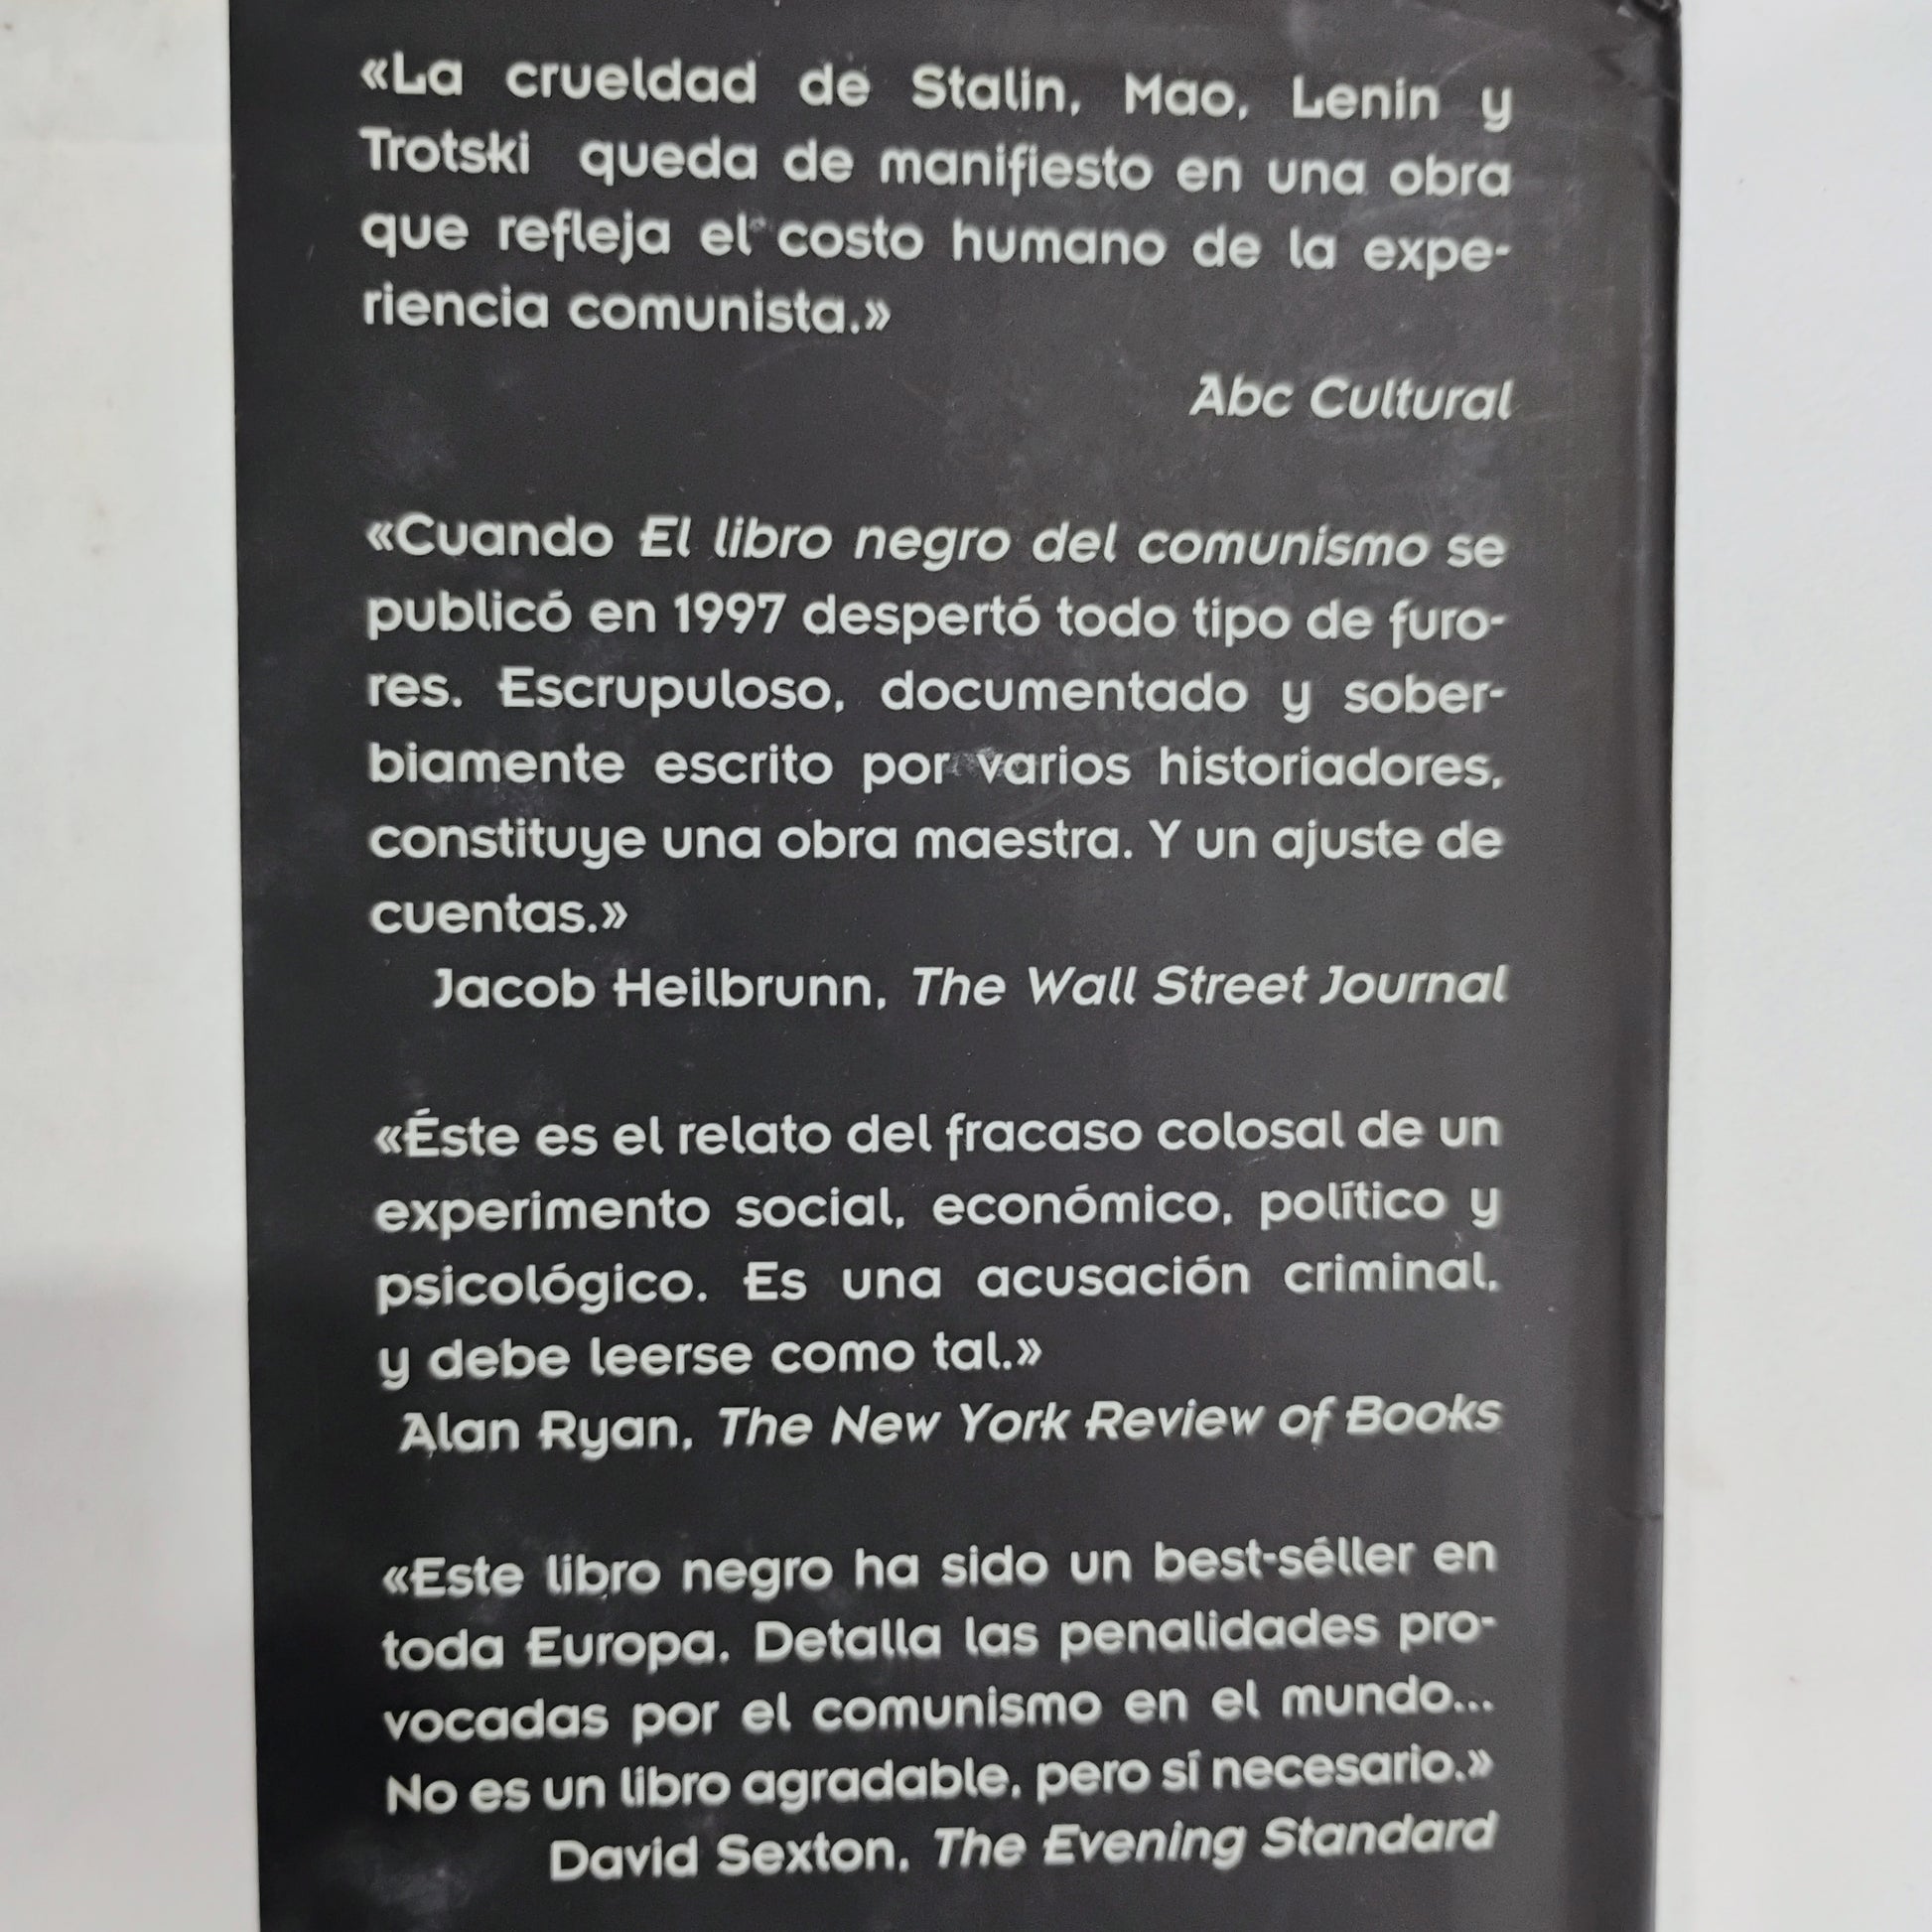 «La crueldad de Stalin, Mao, Lenin y
Trotski queda de manifiesto en una obra
que refleja el costo humano de la expe-
riencia comunista.»
Abc Cultural
«Cuando El libro negro del comunismo se
publicó en 1997 despertó todo tipo de furo-
res. Escrupuloso, documentado y sober-
biamente escrito por varios historiadores,
constituye una obra maestra. Y un ajuste de
cuentas.»
Jacob Heilbrunn, The Wall Street Journal
«Éste es el relato del fracaso colosal de un
experimento social, económico, político y
psicológico. Es una acusación criminal,
y debe leerse como tal.»
Alan Ryan, The New York Review of Books
«Este libro negro ha sido un best-séller en
toda Europa. Detalla las penalidades pro-
vocadas por el comunismo en el mundo...
No es un libro agradable, pero sí necesario.»
David Sexton, The Evening Standard